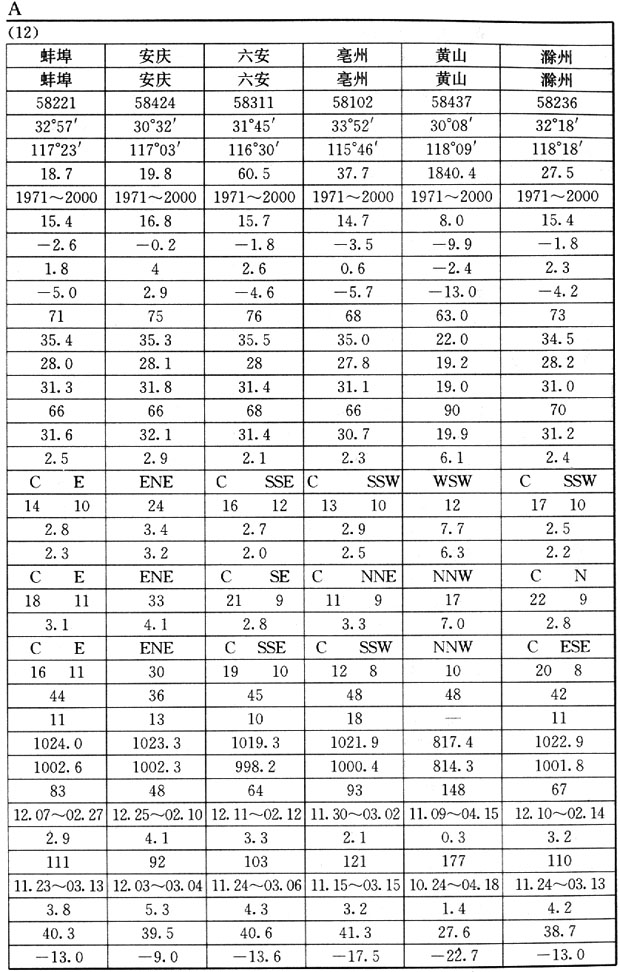 A
(12)
蚌埠 安庆 六安 亳州 黄山 滁州
蚌埠 安庆 六安 亳州 黄山 滁州
58221 58424 58311 58102 58437 58236
32°57′ 30°32′ 31°45′ 33°52′ 30°08′ 32°18′
117°23′ 117°03′ 116°30′ 115°46′ 118°09′ 118°18′
18.7 19.8 60.5 37.7 1840.4 27.5
1971～2000 1971～2000 1971～2000 1971～2000 1971～2000 1971～2000
15.4 16.8 15.7 14.7 8.0 15.4
－2.6 －0.2 －1.8 －3.5 －9.9 －1.8
1.8 4 2.6 0.6 －2.4 2.3
－5.0 2.9 －4.6 －5.7 －13.0 －4.2
71 75 76 68 63.0 73
35.4 35.3 35.5 35.0 22.0 34.5
28.0 28.1 28 27.8 19.2 28.2
31.3 31.8 31.4 31.1 19.0 31.0
66 66 68 66 90 70
31.6 32.1 31.4 30.7 19.9 31.2
2.5 2.9 2.1 2.3 6.1 2.4
C E ENE C SSE C SSW WSW C SSW
14 10 24 16 12 13 10 12 17 10
2.8 3.4 2.7 2.9 7.7 2.5
2.3 3.2 2.0 2.5 6.3 2.2
C E ENE C SE C NNE NNW C N
18 11 33 21 9 11 9 17 22 9
3.1 4.1 2.8 3.3 7.0 2.8
C E ENE C SSE C SSW NNW C ESE
16 11 30 19 10 12 8 10 20 8
44 36 45 48 48 42
11 13 10 18 — 11
1024.0 1023.3 1019.3 1021.9 817.4 1022.9
1002.6 1002.3 998.2 1000.4 814.3 1001.8
83 48 64 93 148 67
12.07～02.27 12.25～02.10 12.11～02.12 11.30～03.02 11.09～04.15 12.10～02.14
2.9 4.1 3.3 2.1 0.3 3.2
111 92 103 121 177 110
11.23～03.13 12.03～03.04 11.24～03.06 11.15～03.15 10.24～04.18 11.24～03.13
3.8 5.3 4.3 3.2 1.4 4.2
40.3 39.5 40.6 41.3 27.6 38.7
－13.0 －9.0 －13.6 －17.5 －22.7 －13.0